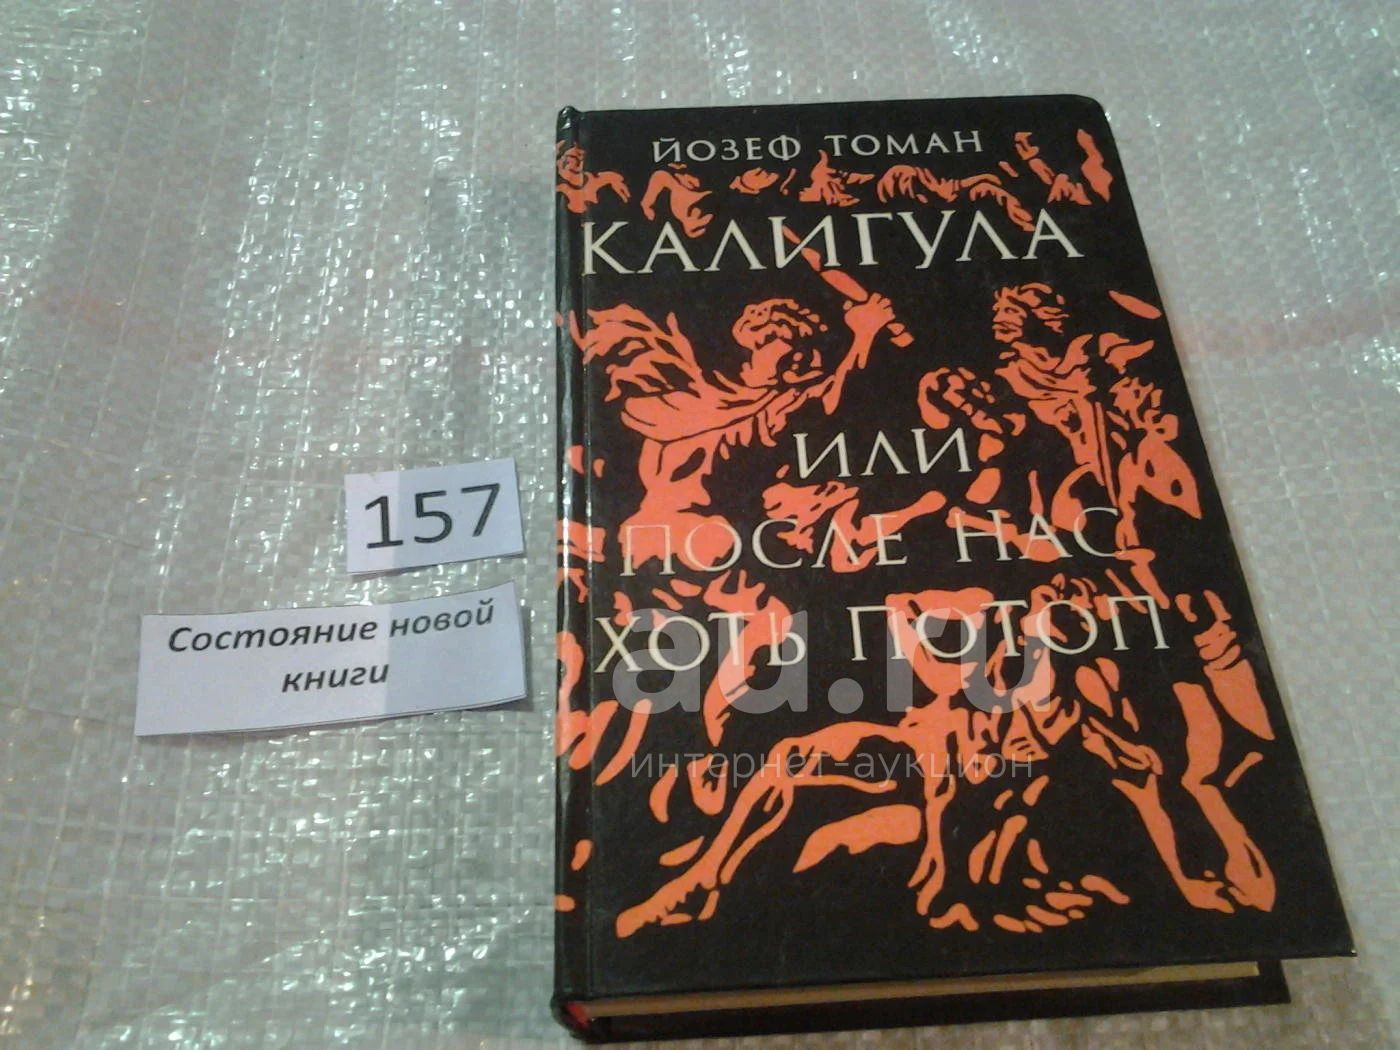 ЙОЗЕФ ТОМАН
КАЛИГУЛА
ИЛИ
ПОСЛЕ НАС
ХОТЬ ПОТОП
157
Состояние новой
книги
au.ru
интернет-аукцион